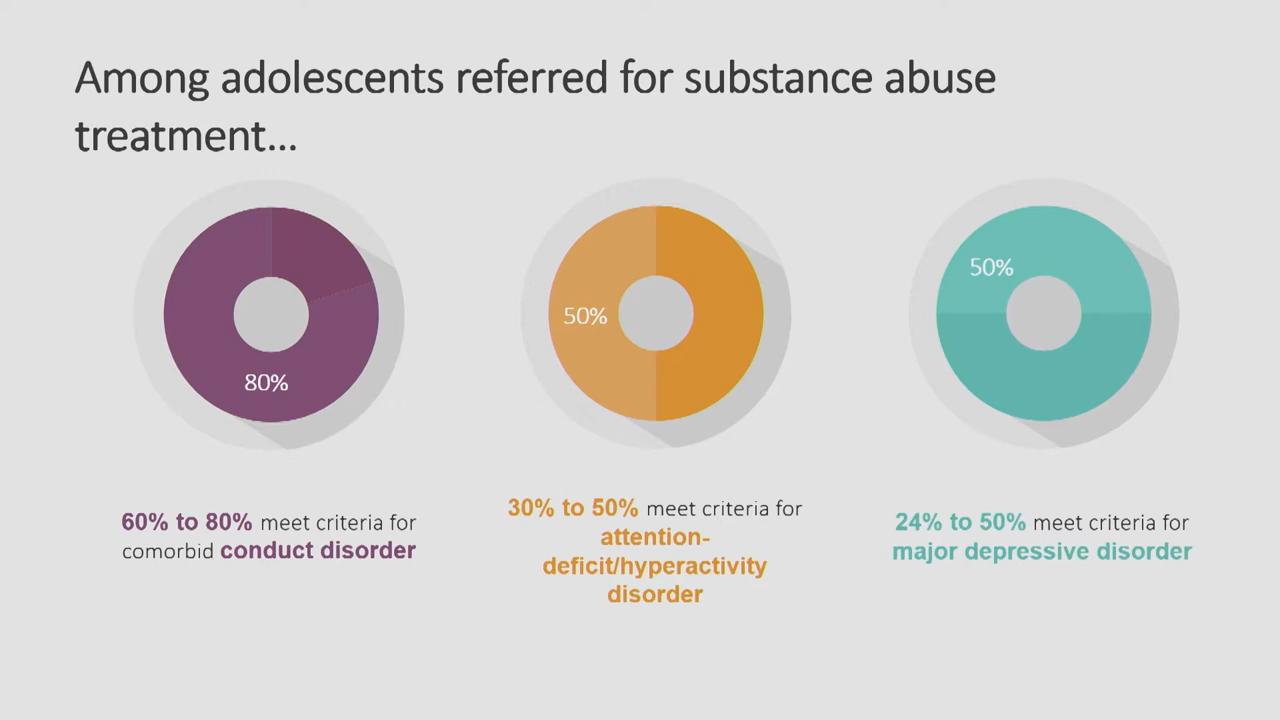 Among adolescents referred for substance abuse
treatment...
80%
50%
50%
60% to 80% meet criteria for
comorbid conduct disorder
30% to 50% meet criteria for
attention-
deficit/hyperactivity
disorder
24% to 50% meet criteria for
major depressive disorder